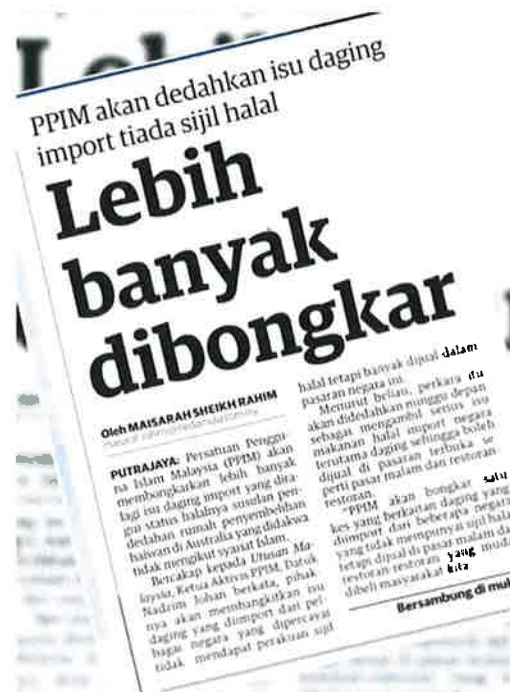 PPIM akan dedahkan isu daging
import tiada sijil halal
Lebih
banyak
dibongkar
Oleh MAISARAH SHEIKH RAHIM
PUTRAJAYA: Persatuan Penggu-
na Islam Malaysia (PPIM) akan
membongkarkan lebih banyak
lagi isu daging import yang dira-
gui status halalnya susulan pen-
dedahan rumah penyembelihan
haiwan di Australia yang didakwa
tidak mengikut syariat Islam.
Bercakap kepada Utusan Ma-
laysia, Ketua Aktivis PPIM, Datuk
Nadzim Johan berkata, pihak
nya akan membangkitkan isu
daging yang diimport dari pel
bagai negara yang dipercayai
tidak mendapat perakuan sijil
halal tetapi banyak dijual dalam
pasaran negara ini.
Menurut beliau, perkara itu
akan didedahkan minggu depan
sebagai mengambil serius isu
makanan halal import negara
terutama daging sehingga boleh
dijual di pasaran terbuka se
perti pasar malam dan restoran-
restoran.
"PPIM akan bongkar satu
kes yang berkaitan daging yang
diimport dari beberapa negara
yang tidak mempunyai sijil halal
tetapi dijual di pasar malam dan
restoran-restoran yang mudah
dibeli masyarakat kita
Bersambung di muk